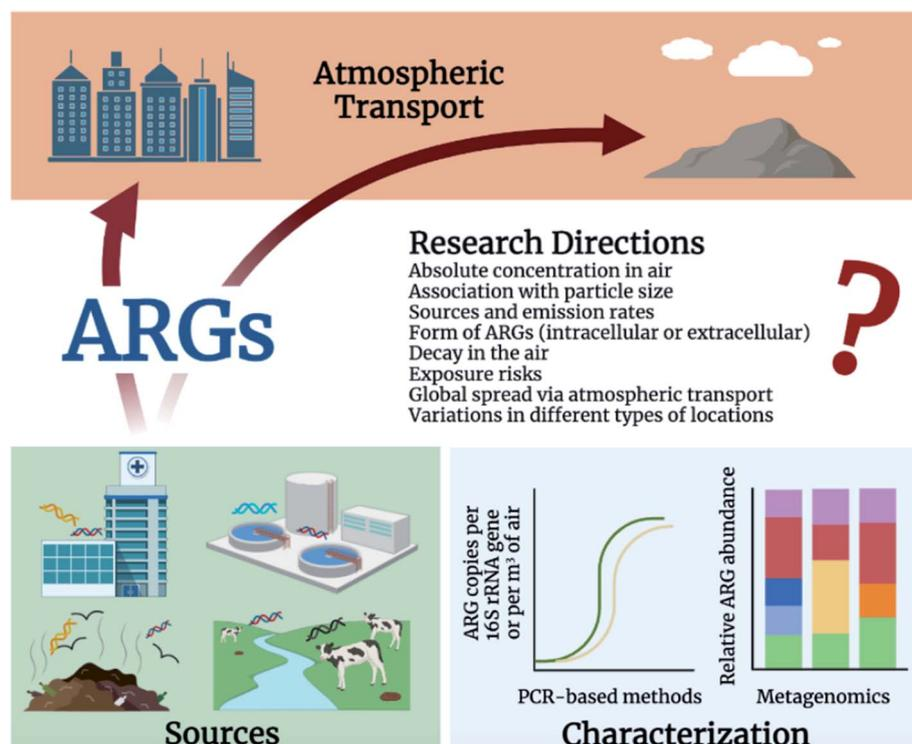 Atmospheric
Transport
ARGs
Research Directions
Absolute concentration in air
Association with particle size
Sources and emission rates
Form of ARGs (intracellular or extracellular)
Decay in the air
Exposure risks
Global spread via atmospheric transport
Variations in different types of locations
?
Sources
ARG copies per
16S rRNA gene
or per m³ of air
PCR-based methods
Relative ARG abundance
Metagenomics
Characterization